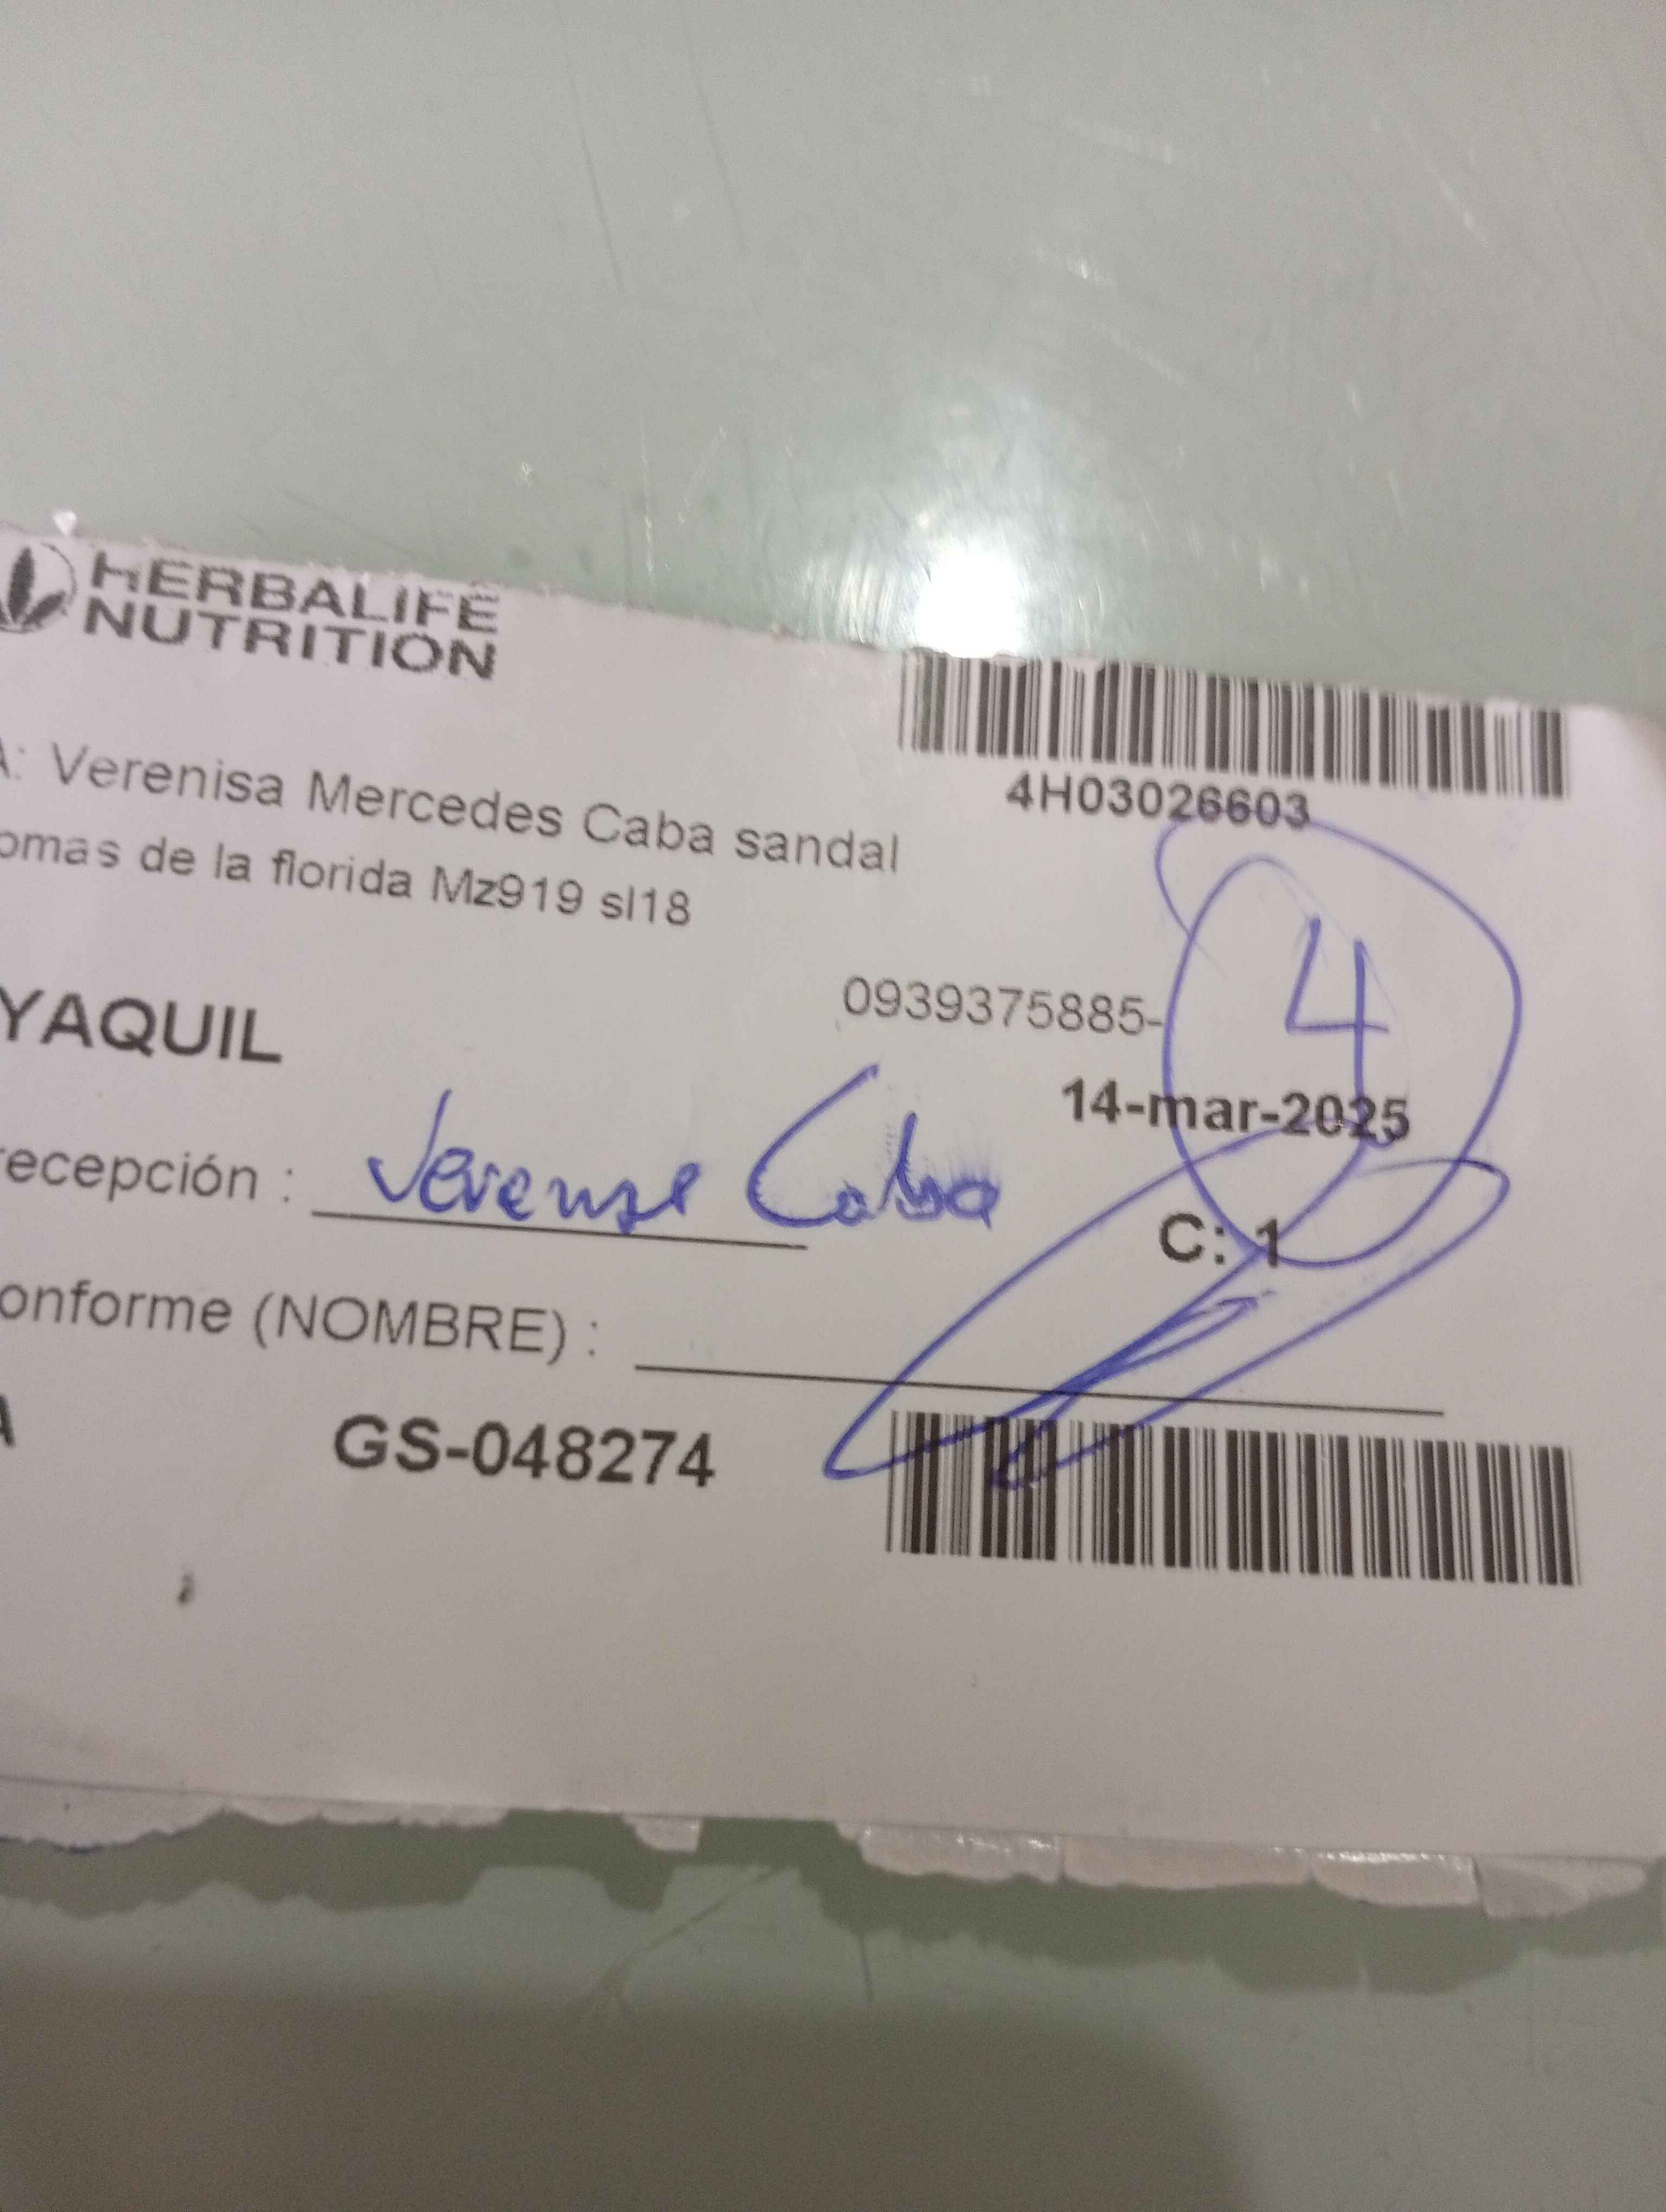 HERBALIFE
NUTRITION
4H03026603
A: Verenisa Mercedes Caba sandal
omas de la florida Mz919 sl18
4
0939375885-
YAQUIL
14-mar-2025
recepción : Caba
C: 1
onforme (NOMBRE) :
A GS-048274